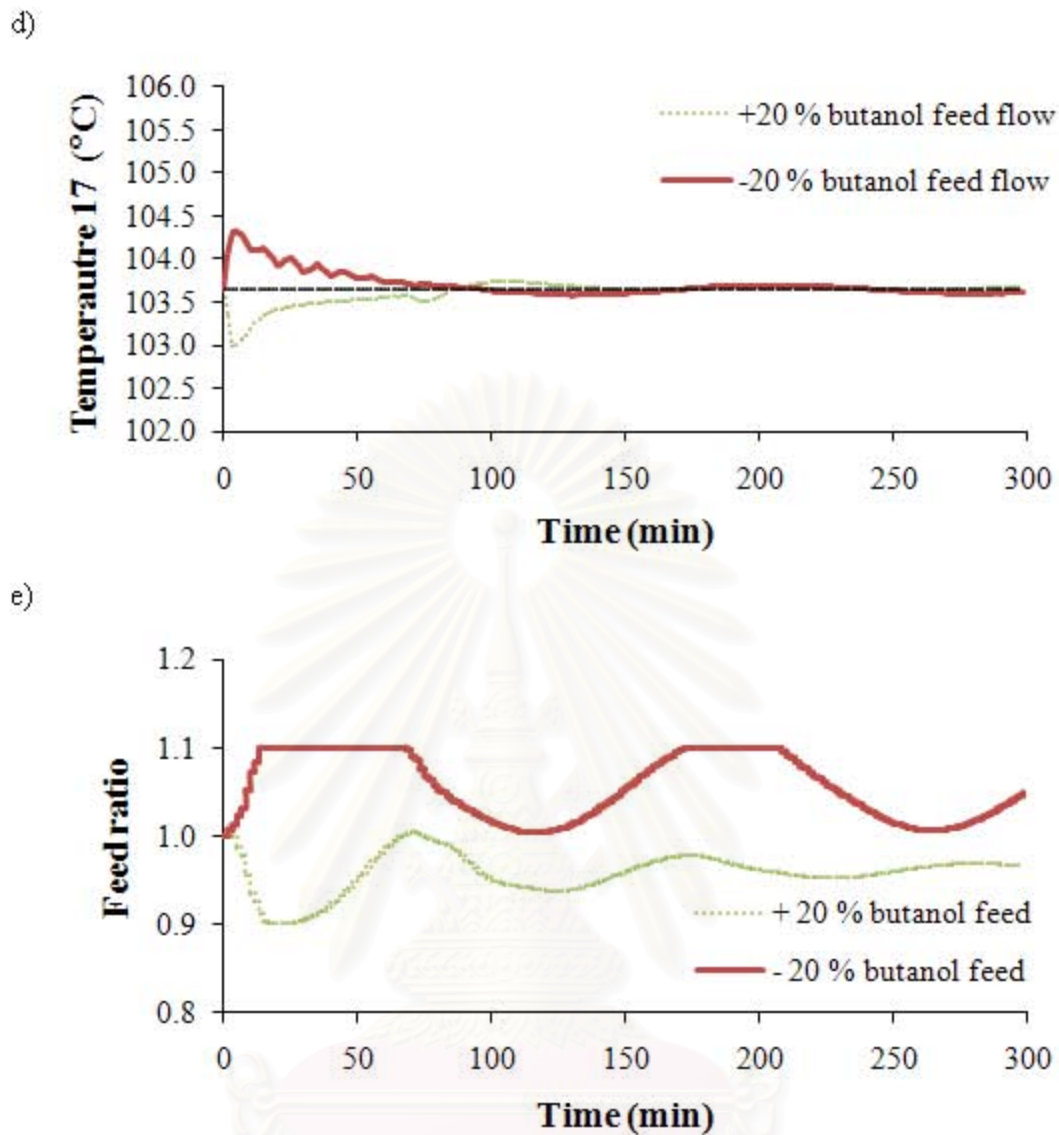 d)
106.0
105.5
105.0
104.5
104.0
103.5
103.0
102.5
102.0
Temperautre 17 (°C)
+20 % butanol feed flow
-20 % butanol feed flow
0 50 100 150 200 250 300
Time (min)
e)
1.2
1.1
1.0
0.9
0.8
Feed ratio
+ 20 % butanol feed
- 20 % butanol feed
0 50 100 150 200 250 300
Time (min)